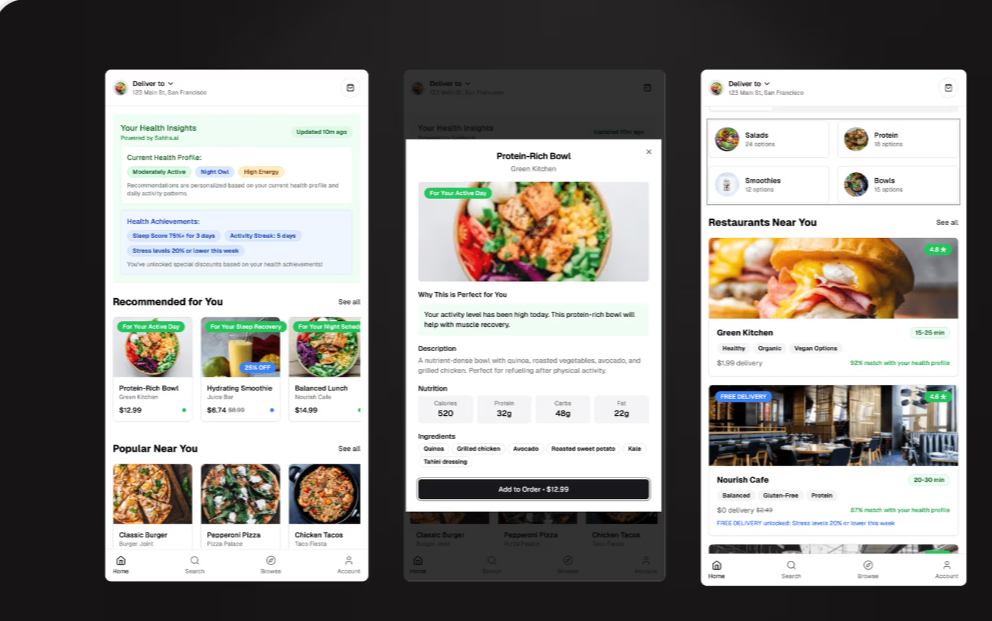 Deliver to
123 Main St, San Francisco
Your Health Insights
Powered by Sahha.ai
Updated 10m ago
Current Health Profile:
Moderately Active
Night Owl
High Energy
Recommendations are personalized based on your current health profile and
daily activity patterns.
Health Achievements:
Sleep Score 75%+ for 3 days
Activity Streak: 5 days
Stress levels 20% or lower this week
You've unlocked special discounts based on your health achievements!
Recommended for You
See all
For Your Active Day
Protein-Rich Bowl
Green Kitchen
$12.99
For Your Sleep Recovery
25% OFF
Hydrating Smoothie
Juice Bar
$6.74 $8.99
For Your Night Sched
Balanced Lunch
Nourish Cafe
$14.99
Popular Near You
See all
Classic Burger
Burger Joint
Pepperoni Pizza
Pizza Palace
Chicken Tacos
Taco Fiesta
Home
Search
Browse
Account
Deliver to
123 Main St, San Francisco
Your Health Insights
Updated 10m ago
Protein-Rich Bowl
Green Kitchen
For Your Active Day
Why This is Perfect for You
Your activity level has been high today. This protein-rich bowl will
help with muscle recovery.
Description
A nutrient-dense bowl with quinoa, roasted vegetables, avocado, and
grilled chicken. Perfect for refueling after physical activity.
Nutrition
Calories
520
Protein
32g
Carbs
48g
Fat
22g
Ingredients
Quinoa
Grilled chicken
Avocado
Roasted sweet potato
Kale
Tahini dressing
Add to Order • $12.99
Classic Burger
Burger Joint
Pepperoni Pizza
Pizza Palace
Chicken Tacos
Taco Fiesta
Home
Search
Browse
Account
Deliver to
123 Main St, San Francisco
Salads
24 options
Protein
18 options
Smoothies
12 options
Bowls
15 options
Restaurants Near You
See all
4.8 ★
Green Kitchen
15-25 min
Healthy
Organic
Vegan Options
$1.99 delivery
92% match with your health profile
FREE DELIVERY
4.6 ★
Nourish Cafe
20-30 min
Balanced
Gluten-Free
Protein
$0 delivery $2.49
87% match with your health profile
FREE DELIVERY unlocked: Stress levels 20% or lower this week
Home
Search
Browse
Account